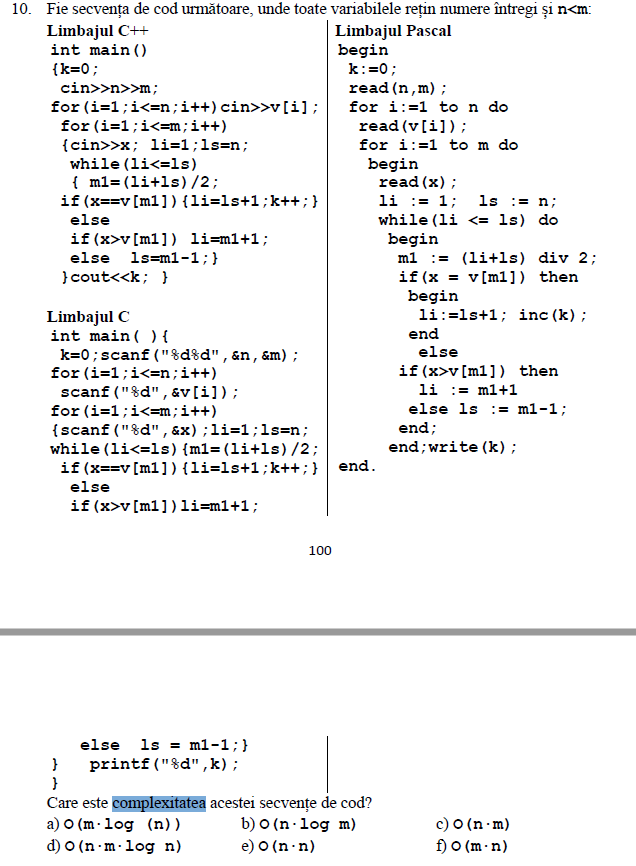 10. Fie secvența de cod următoare, unde toate variabilele rețin numere întregi și n<m:
Limbajul C++
int main()
{k=0;
cin>>n>>m;
for(i=1;i<=n;i++)cin>>v[i];
for(i=1;i<=m;i++)
{cin>>x; li=1;ls=n;
while(li<=ls)
{ m1=(li+ls)/2;
if(x==v[m1]){li=ls+1;k++;}
else
if(x>v[m1]) li=m1+1;
else ls=m1-1;}
}cout<<k; }
Limbajul C
int main( ){
k=0;scanf("%d%d",&n,&m);
for(i=1;i<=n;i++)
scanf("%d",&v[i]);
for(i=1;i<=m;i++)
{scanf("%d",&x);li=1;ls=n;
while(li<=ls){m1=(li+ls)/2;
if(x==v[m1]){li=ls+1;k++;}
else
if(x>v[m1])li=m1+1;
Limbajul Pascal
begin
k:=0;
read(n,m);
for i:=1 to n do
read(v[i]);
for i:=1 to m do
begin
read(x);
li := 1; ls := n;
while(li <= ls) do
begin
m1 := (li+ls) div 2;
if(x = v[m1]) then
begin
li:=ls+1; inc(k);
end
else
if(x>v[m1]) then
li := m1+1
else ls := m1-1;
end;
end;write(k);
end.
100
else ls = m1-1;}
} printf("%d",k);
}
Care este complexitatea acestei secvențe de cod?
a) O(m·log (n)) b) O(n·log m) c) O(n·m)
d) O(n·m·log n) e) O(n·n) f) O(m·n)